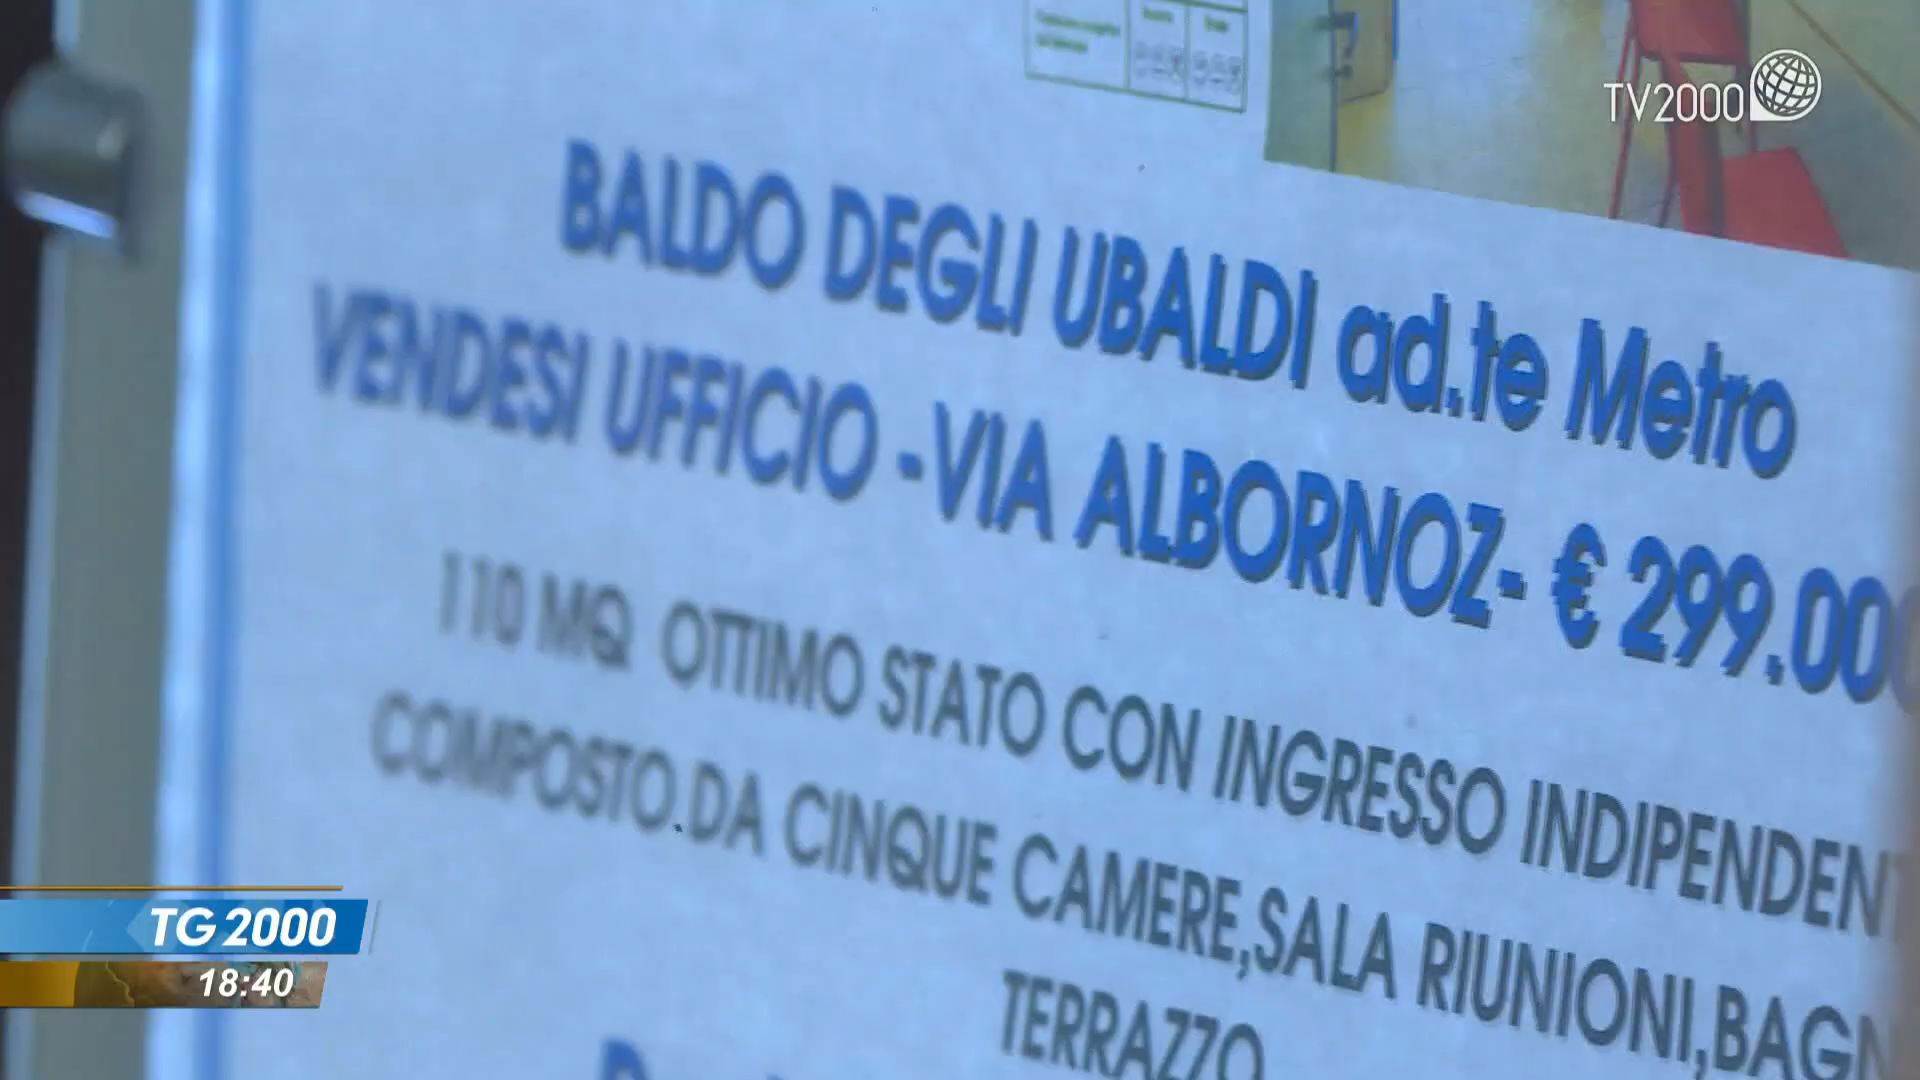 TV2000
BALDO DEGLI UBALDI ad.te Metro
VENDESI UFFICIO -VIA ALBORNOZ- € 299.000
110 MQ OTTIMO STATO CON INGRESSO INDIPENDEN
COMPOSTO DA CINQUE CAMERE,SALA RIUNIONI,BAGN
TERRAZZO
TG 2000
18:40